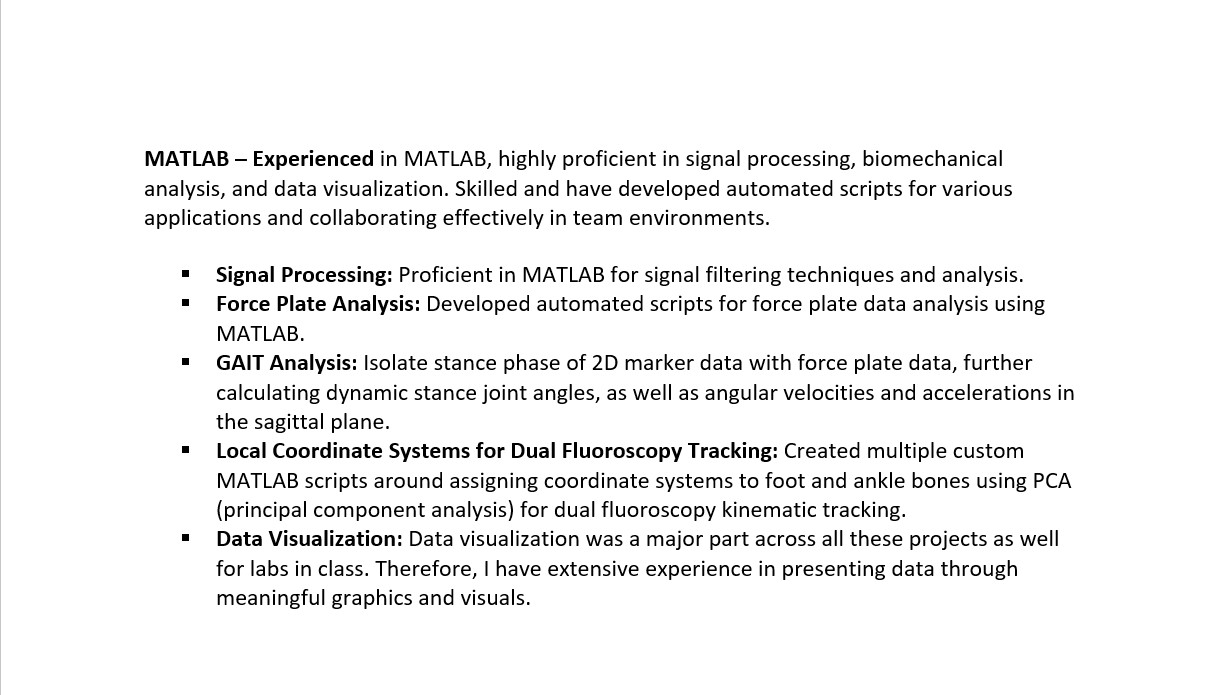 MATLAB – Experienced in MATLAB, highly proficient in signal processing, biomechanical
analysis, and data visualization. Skilled and have developed automated scripts for various
applications and collaborating effectively in team environments.
▪ Signal Processing: Proficient in MATLAB for signal filtering techniques and analysis.
▪ Force Plate Analysis: Developed automated scripts for force plate data analysis using
MATLAB.
▪ GAIT Analysis: Isolate stance phase of 2D marker data with force plate data, further
calculating dynamic stance joint angles, as well as angular velocities and accelerations in
the sagittal plane.
▪ Local Coordinate Systems for Dual Fluoroscopy Tracking: Created multiple custom
MATLAB scripts around assigning coordinate systems to foot and ankle bones using PCA
(principal component analysis) for dual fluoroscopy kinematic tracking.
▪ Data Visualization: Data visualization was a major part across all these projects as well
for labs in class. Therefore, I have extensive experience in presenting data through
meaningful graphics and visuals.